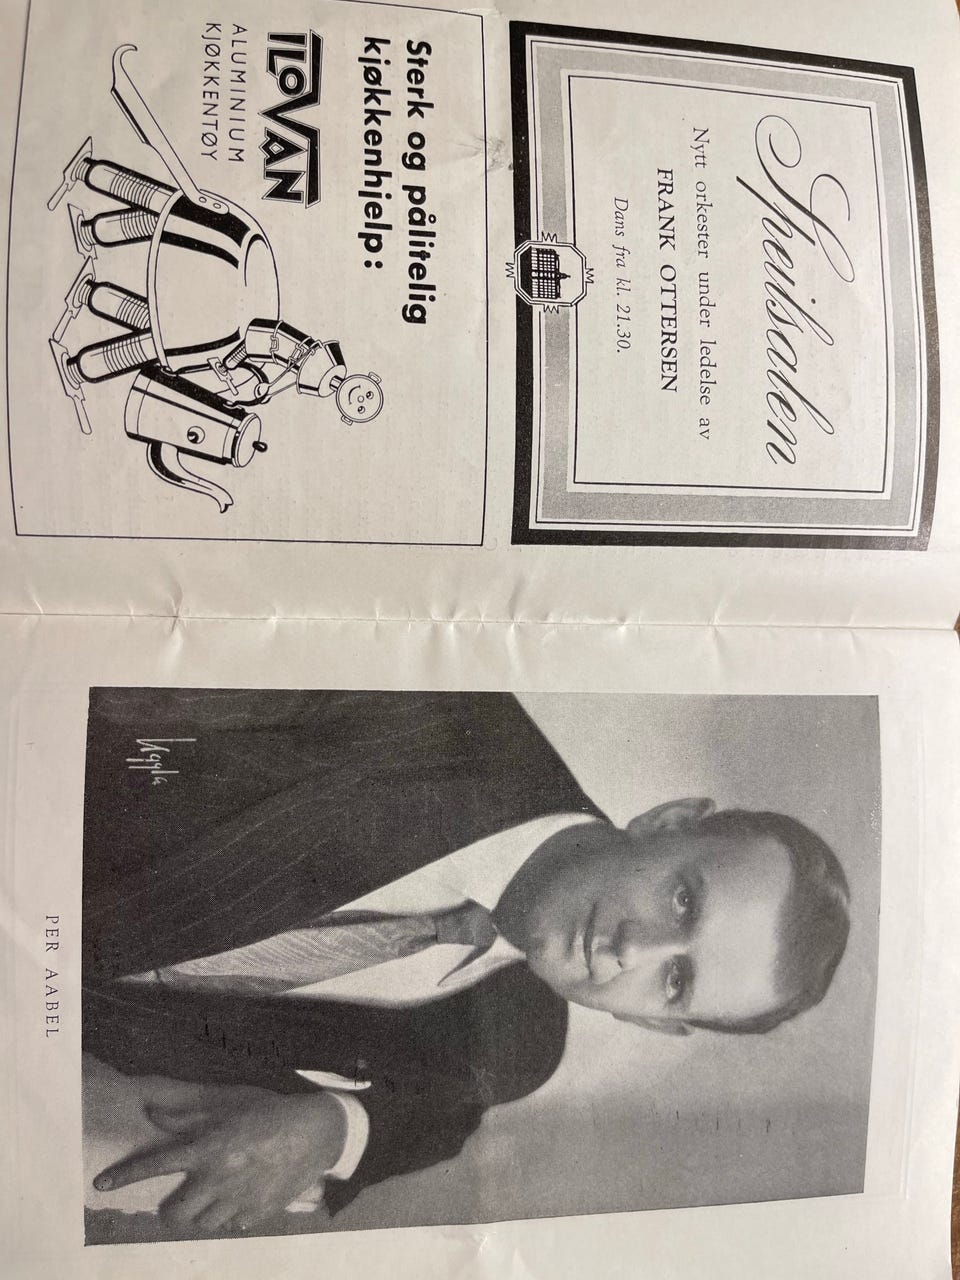 Speilsalen
Nytt orkester under ledelse av
FRANK OTTERSEN
Dans fra kl. 21.30.
Sterk og pålitelig
kjøkkenhjelp:
ILOVAN
ALUMINIUM
KJØKKENTØY
Uggla
PER AABEL